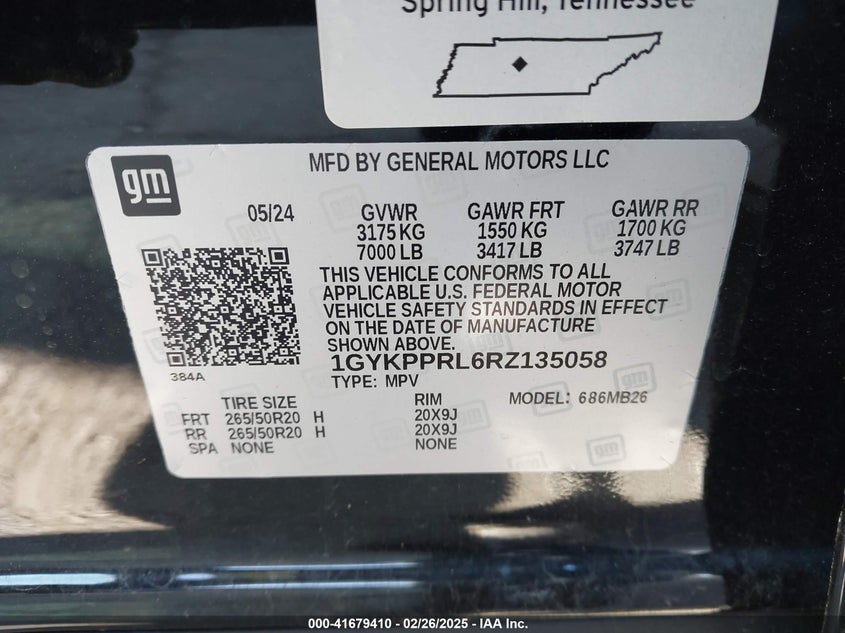 Spring Hill, Tennessee
gm
MFD BY GENERAL MOTORS LLC
05/24
GVWR
3175 KG
7000 LB
GAWR FRT
1550 KG
3417 LB
GAWR RR
1700 KG
3747 LB
THIS VEHICLE CONFORMS TO ALL
APPLICABLE U.S. FEDERAL MOTOR
VEHICLE SAFETY STANDARDS IN EFFECT
ON THE DATE OF MANUFACTURE
SHOWN ABOVE.
384A
1GYKPPRL6RZ135058
TYPE: MPV
TIRE SIZE RIM MODEL: 686MB26
FRT 265/50R20 H 20X9J
RR 265/50R20 H 20X9J
SPA NONE NONE
000-41679410 - 02/26/2025 - IAA Inc.